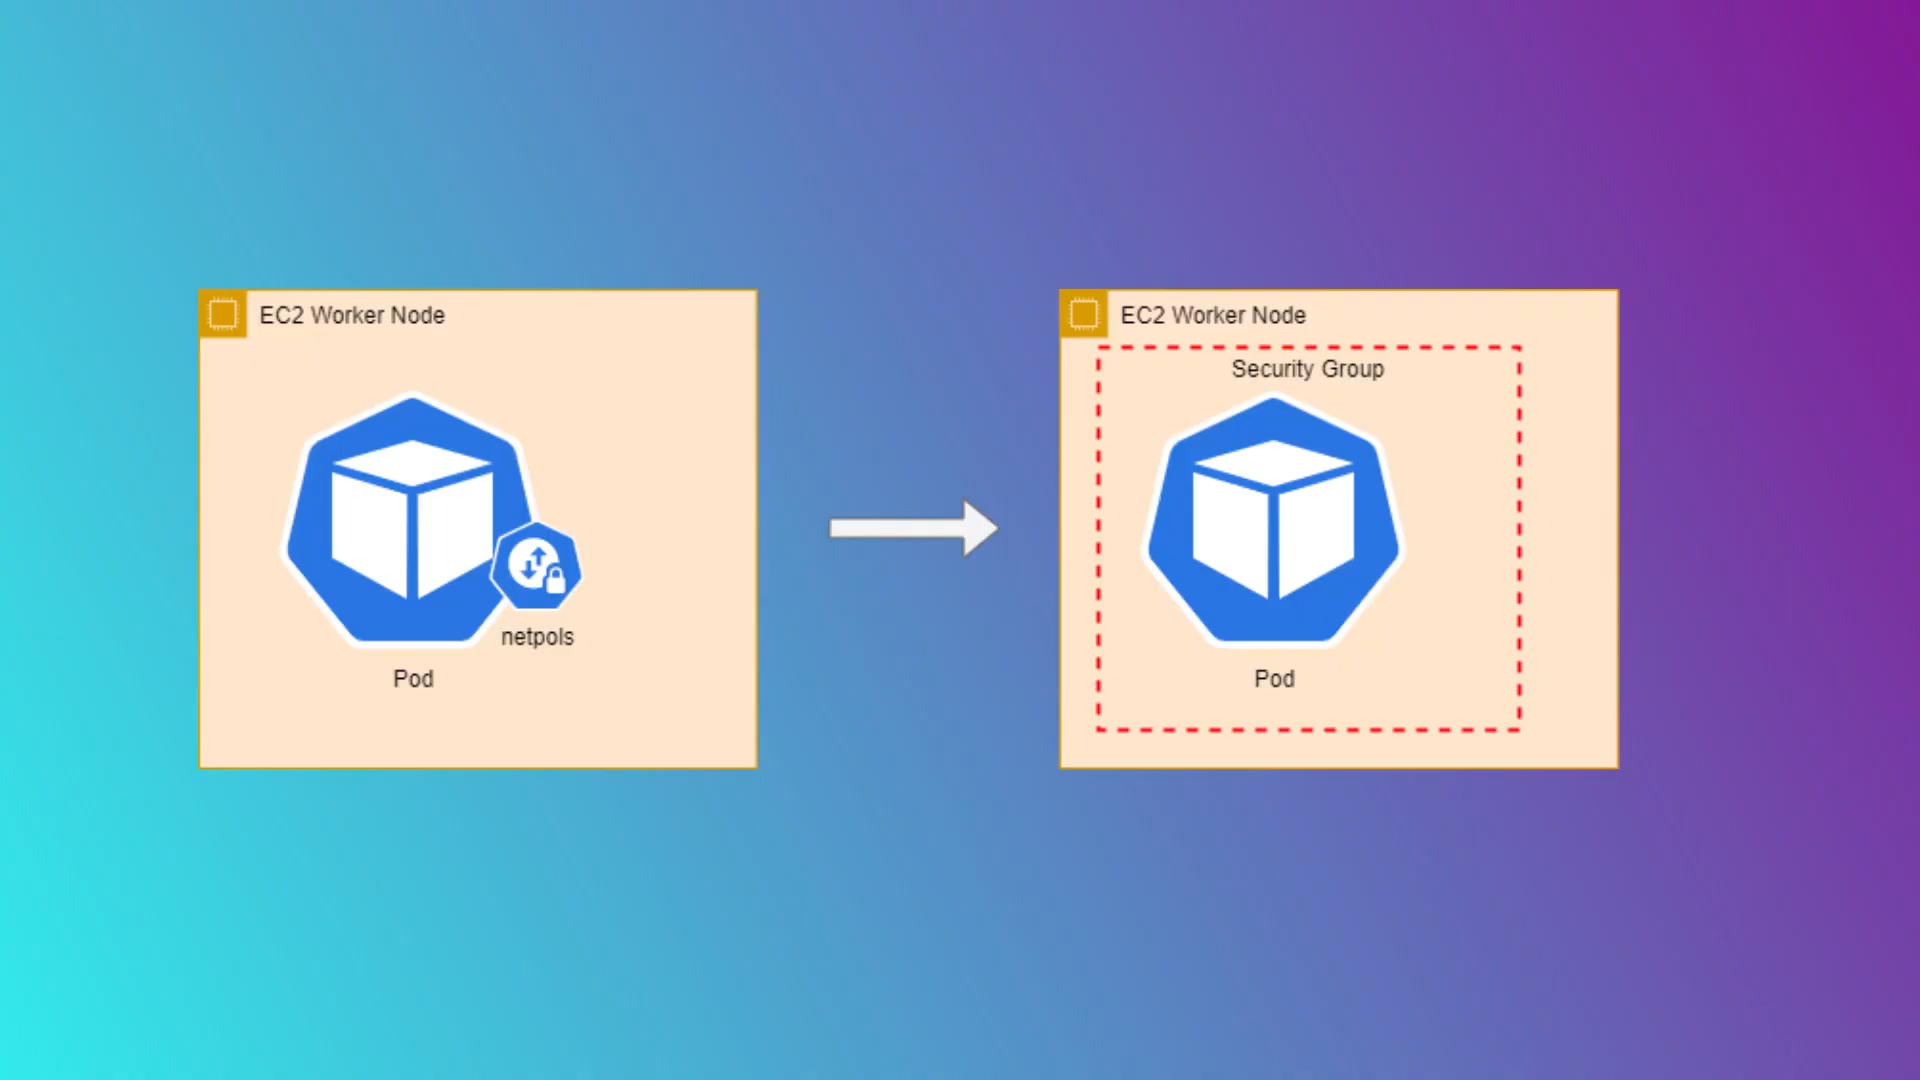 EC2 Worker Node
netpols
Pod
EC2 Worker Node
Security Group
Pod